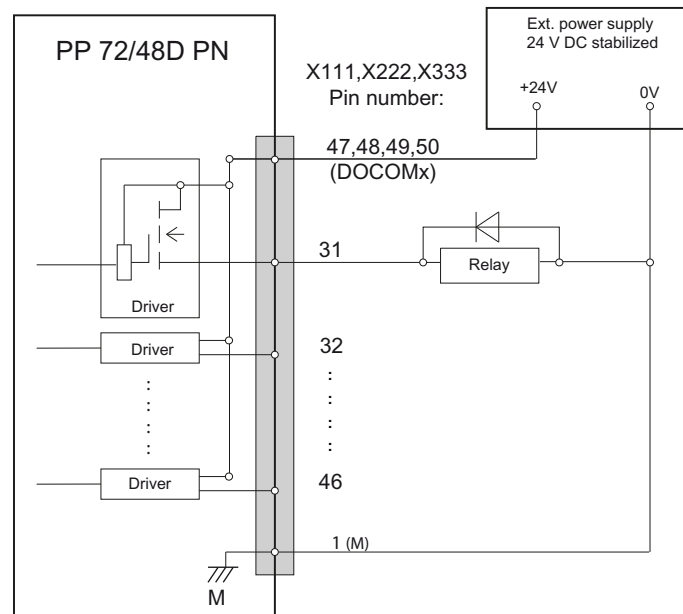 PP 72/48D PN
Ext. power supply
24 V DC stabilized
+24V 0V
X111,X222,X333
Pin number:
47,48,49,50
(DOCOMx)
31
Relay
Driver
Driver
32
:
:
:
:
Driver
46
1 (M)
M